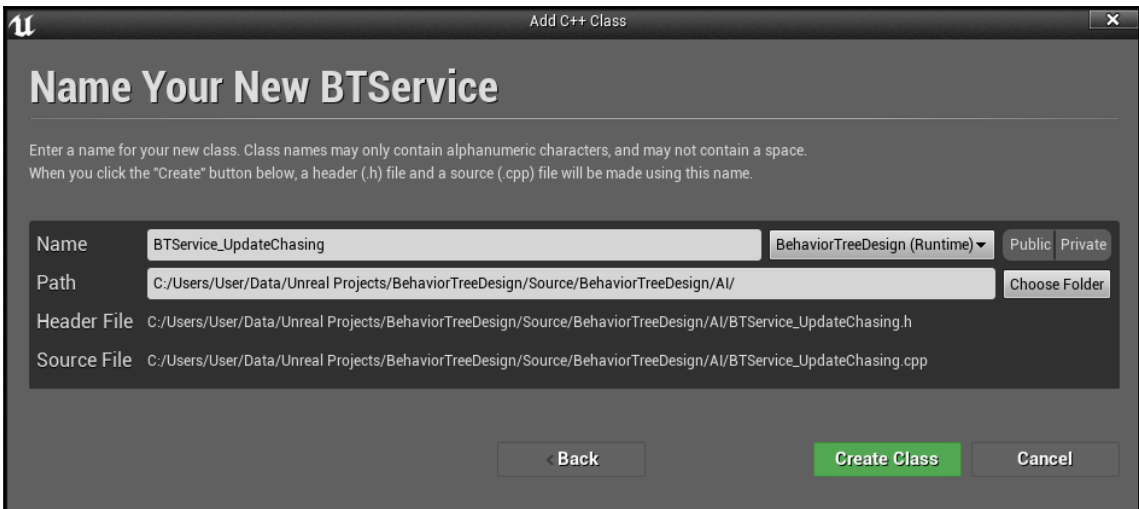 Add C++ Class
Name Your New BTService
Enter a name for your new class. Class names may only contain alphanumeric characters, and may not contain a space.
When you click the "Create" button below, a header (.h) file and a source (.cpp) file will be made using this name.
Name BTService_UpdateChasing BehaviorTreeDesign (Runtime) Public Private
Path C:/Users/User/Data/Unreal Projects/BehaviorTreeDesign/Source/BehaviorTreeDesign/AI/ Choose Folder
Header File C:/Users/User/Data/Unreal Projects/BehaviorTreeDesign/Source/BehaviorTreeDesign/AI/BTService_UpdateChasing.h
Source File C:/Users/User/Data/Unreal Projects/BehaviorTreeDesign/Source/BehaviorTreeDesign/AI/BTService_UpdateChasing.cpp
Back Create Class Cancel